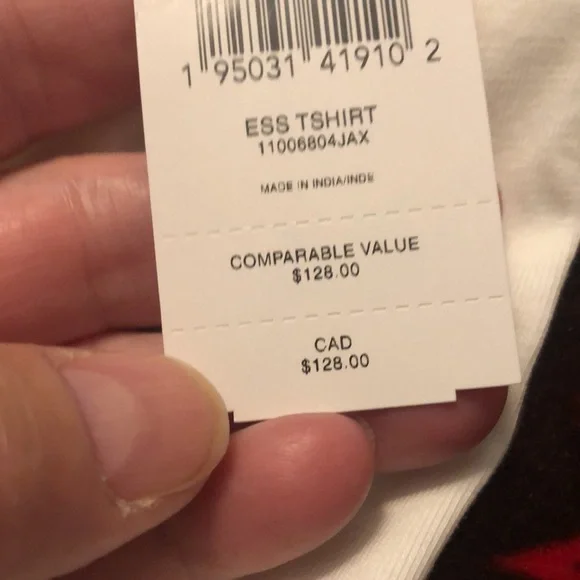 1 95031 41910 2
ESS TSHIRT
11006804JAX
MADE IN INDIA/INDE
COMPARABLE VALUE
$128.00
CAD
$128.00